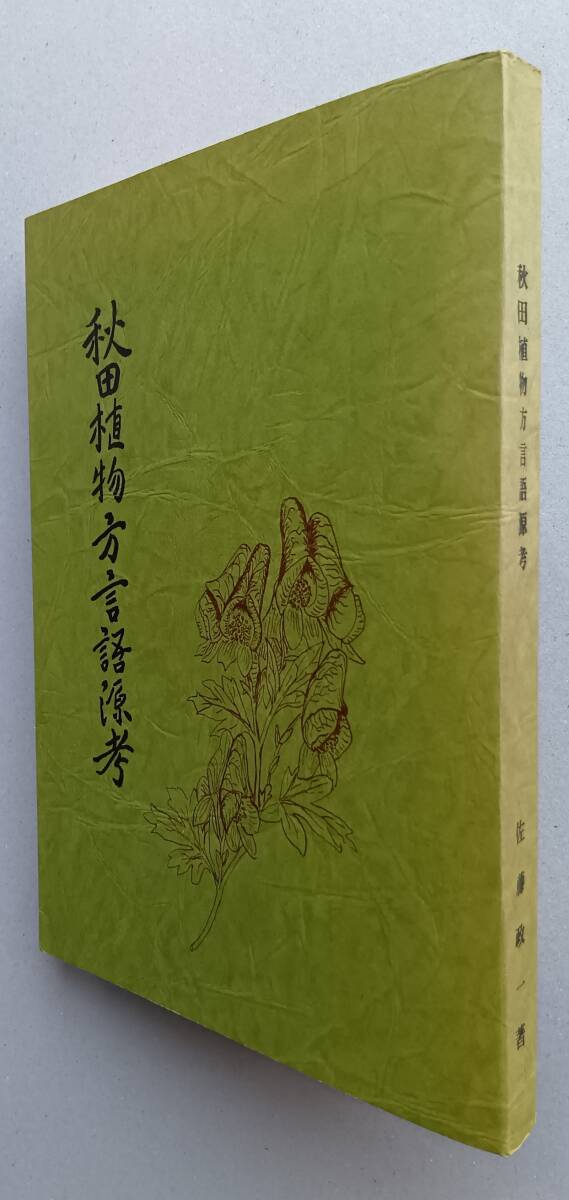 秋田植物方言語源考
秋田植物方言語原考
佐藤政一著